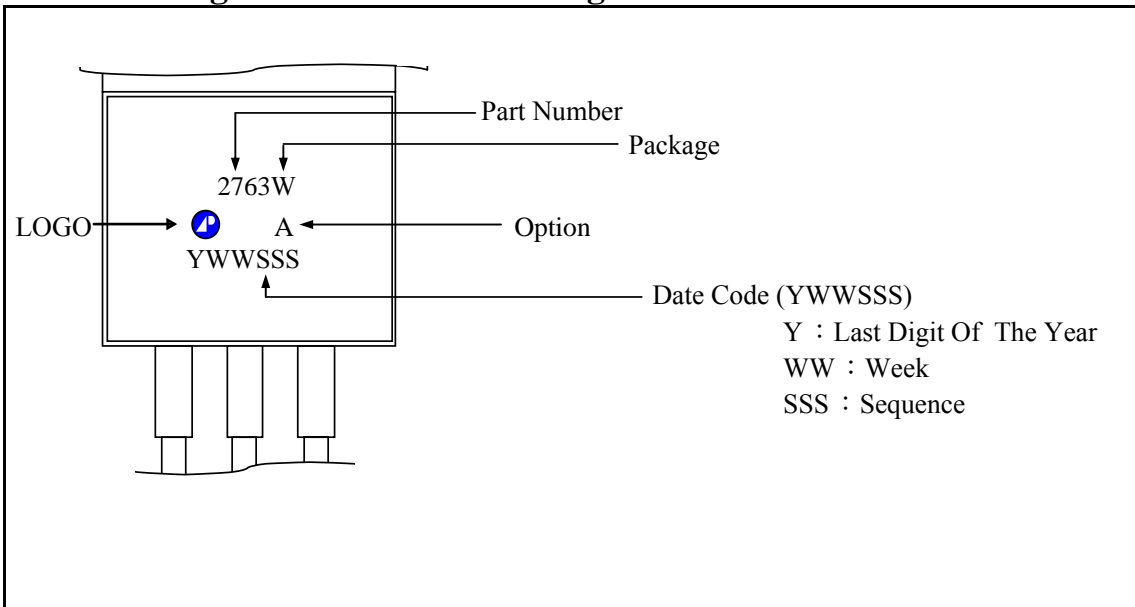 Part Number
Package
2763W
LOGO
A
Option
YWWSSS
Date Code (YWWSSS)
Y：Last Digit Of The Year
WW：Week
SSS：Sequence